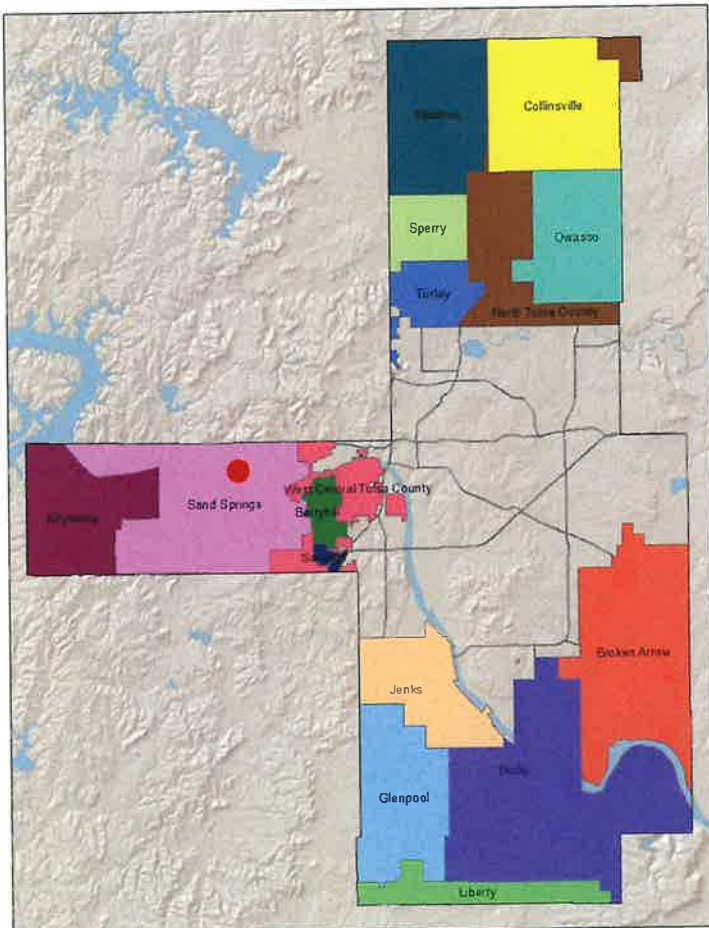 Collinsville
Sperry
Owasso
Turley
North Tulsa County
West Central Tulsa County
Sand Springs
Berryhill
Broken Arrow
Jenks
Bixby
Glenpool
Liberty